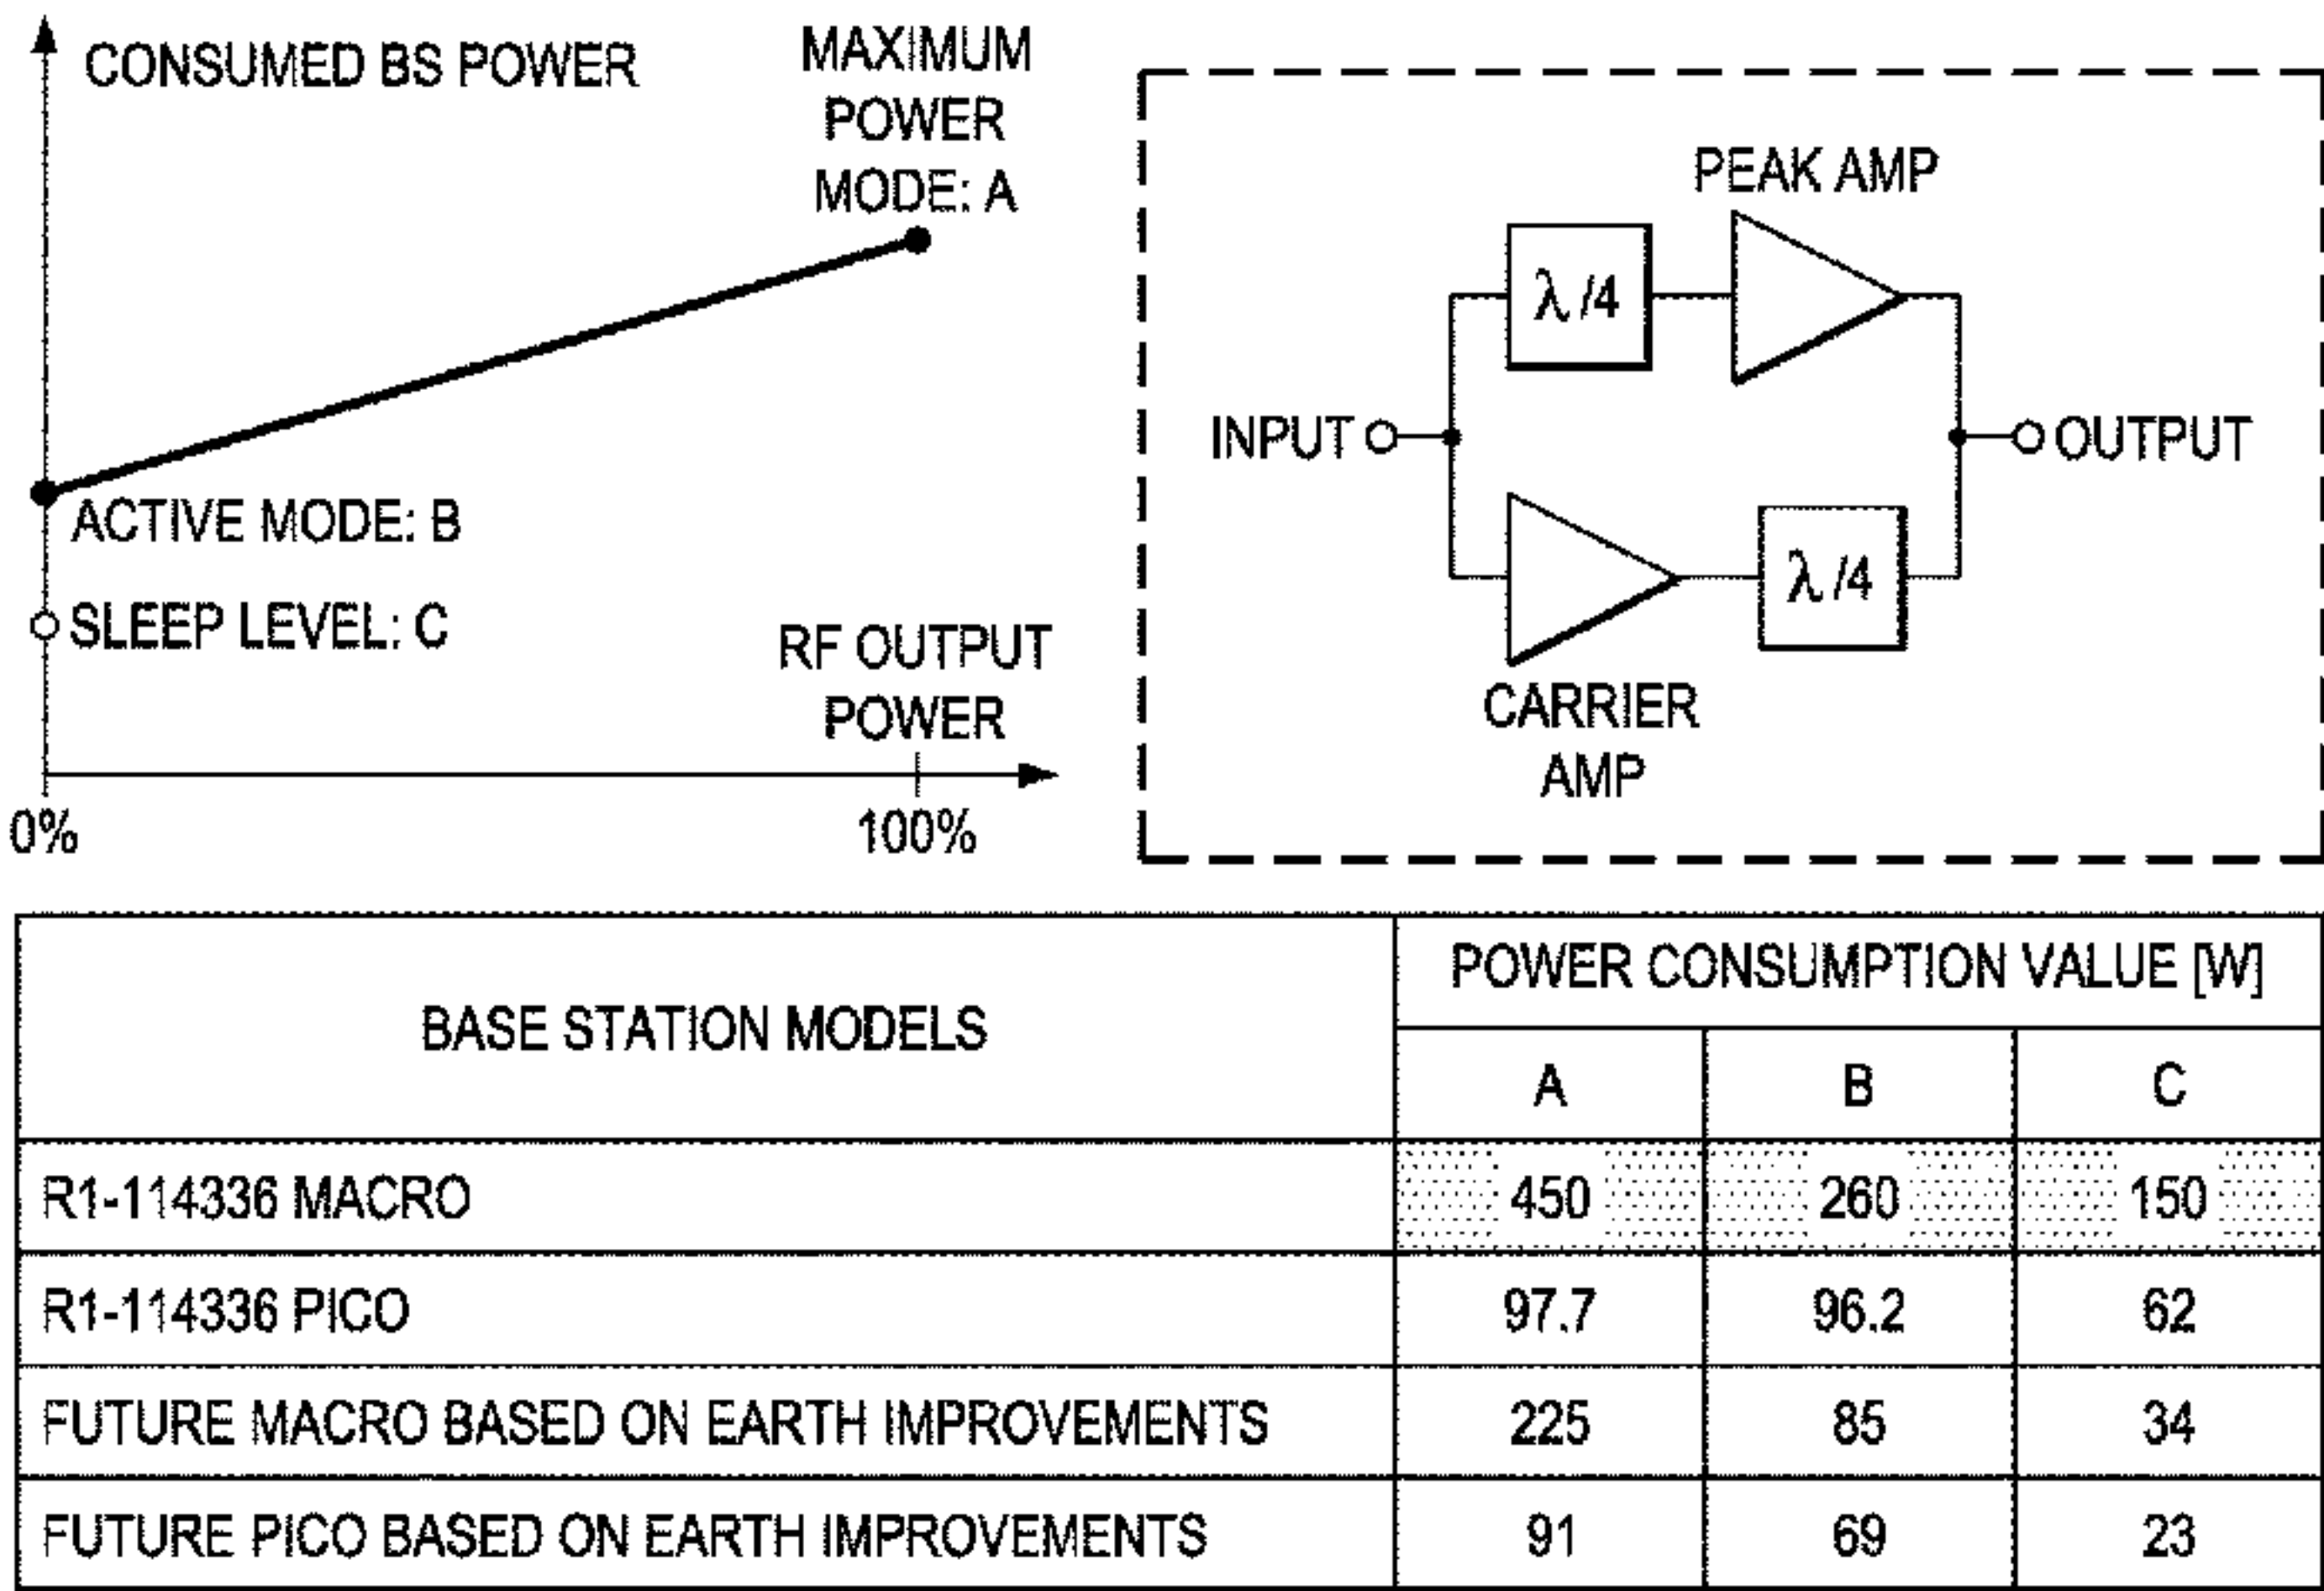 CONSUMED BS POWER
MAXIMUM
POWER
MODE: A
ACTIVE MODE: B
SLEEP LEVEL: C
RF OUTPUT
POWER
0%
100%
PEAK AMP
λ/4
INPUT
OUTPUT
λ/4
CARRIER
AMP
BASE STATION MODELS
POWER CONSUMPTION VALUE [W]
A B C
R1-114336 MACRO 450 260 150
R1-114336 PICO 97.7 96.2 62
FUTURE MACRO BASED ON EARTH IMPROVEMENTS 225 85 34
FUTURE PICO BASED ON EARTH IMPROVEMENTS 91 69 23